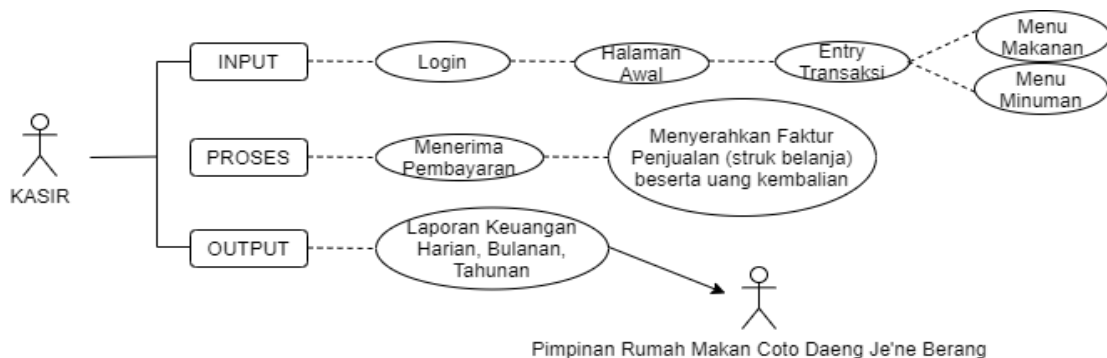 INPUT
Login
Halaman
Awal
Entry
Transaksi
Menu
Makanan
Menu
Minuman
KASIR
PROSES
Menerima
Pembayaran
Menyerahkan Faktur
Penjualan (struk belanja)
beserta uang kembalian
OUTPUT
Laporan Keuangan
Harian, Bulanan,
Tahunan
Pimpinan Rumah Makan Coto Daeng Je'ne Berang